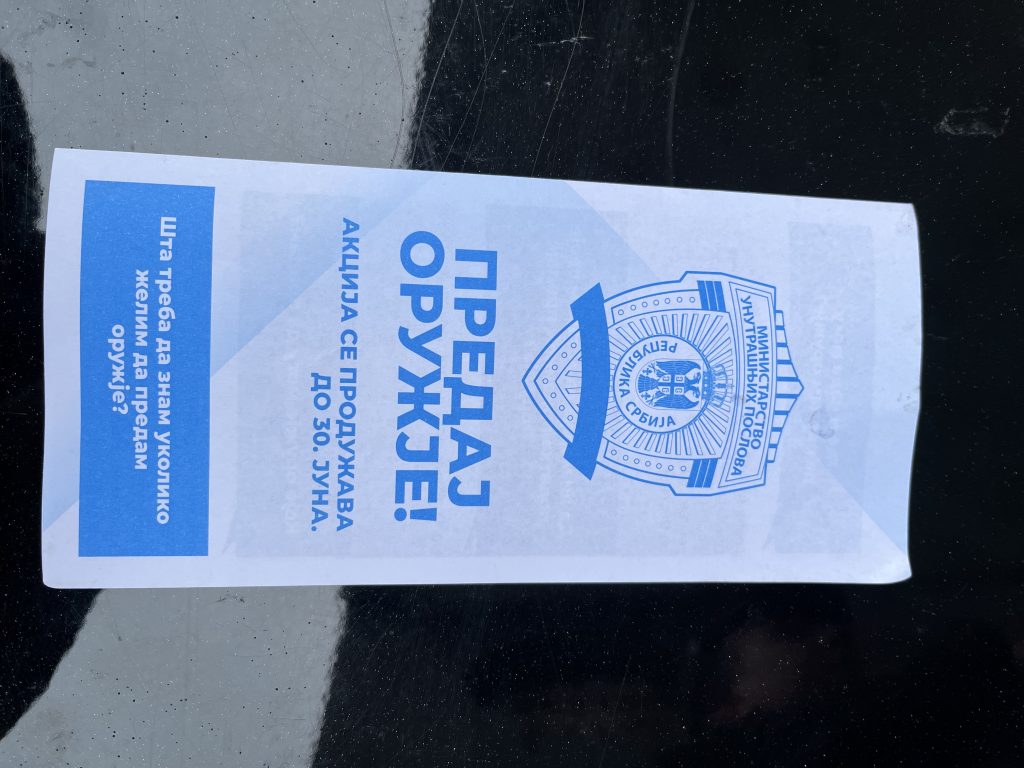 МИНИСТАРСТВО
УНУТРАШЊИХ ПОСЛОВА
РЕПУБЛИКА СРБИЈА
ПРЕДАЈ
ОРУЖЈЕ!
АКЦИЈА СЕ ПРОДУЖАВА
ДО 30. ЈУНА.
Шта треба да знам уколико
желим да предам
оружје?